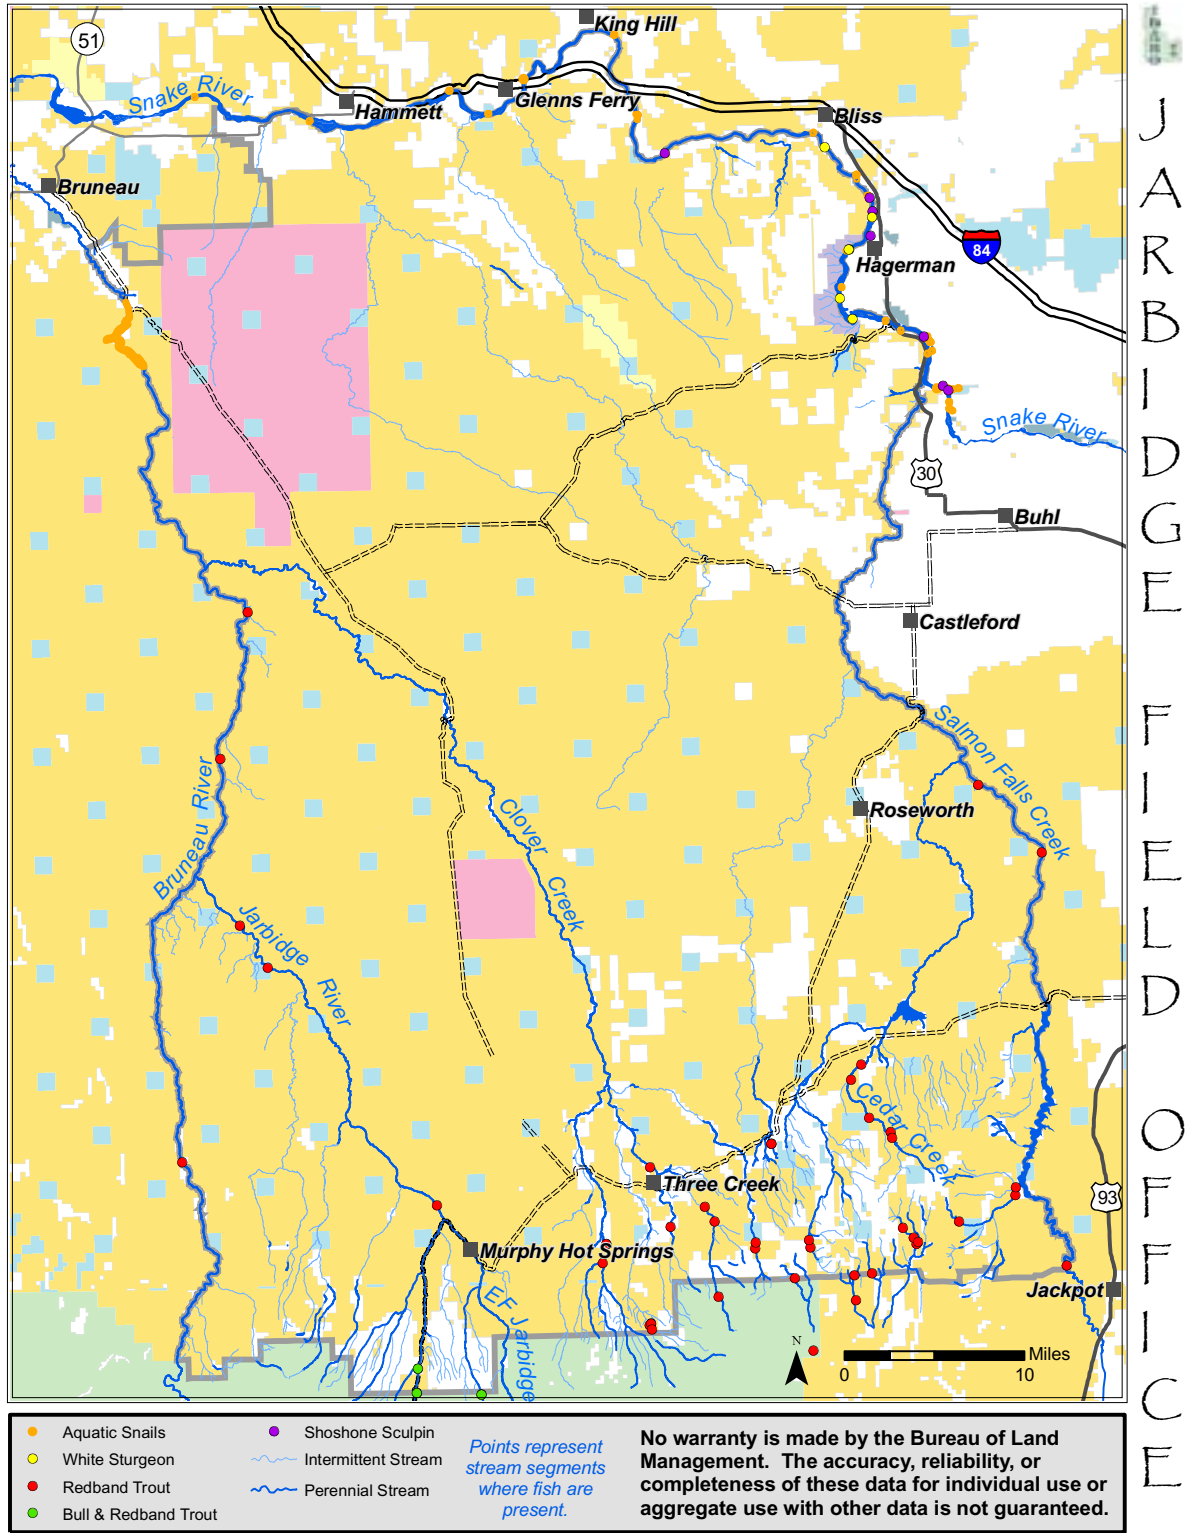 King Hill
51
Snake River
Hammett
Glenns Ferry
Bliss
Bruneau
84
Hagerman
Snake River
30
Buhl
Castleford
Salmon Falls Creek
Bruneau River
Clover Creek
Roseworth
Jarbidge River
Cedar Creek
Three Creek
93
Murphy Hot Springs
EF Jarbidge
Jackpot
N
Miles
0 10
JARBIDGE FIELD OFFICE
Aquatic Snails
White Sturgeon
Redband Trout
Bull & Redband Trout
Shoshone Sculpin
Intermittent Stream
Perennial Stream
Points represent
stream segments
where fish are
present.
No warranty is made by the Bureau of Land
Management. The accuracy, reliability, or
completeness of these data for individual use or
aggregate use with other data is not guaranteed.